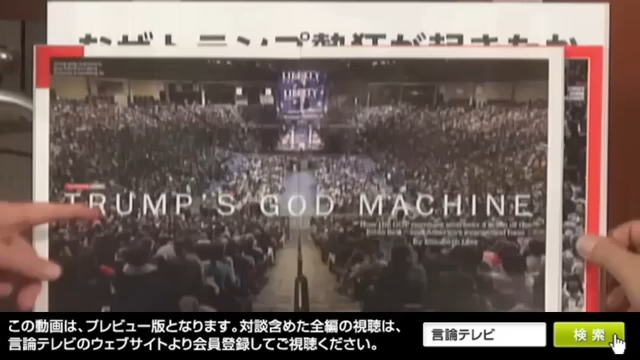 なぜトランプ熱狂が起きたか
LIBERTY
LIBERTY
TRUMP'S GOD MACHINE
By Elizabeth
この動画は、プレビュー版となります。対談含めた全編の視聴は、
言論テレビのウェブサイトより会員登録してご視聴ください。
言論テレビ
検索